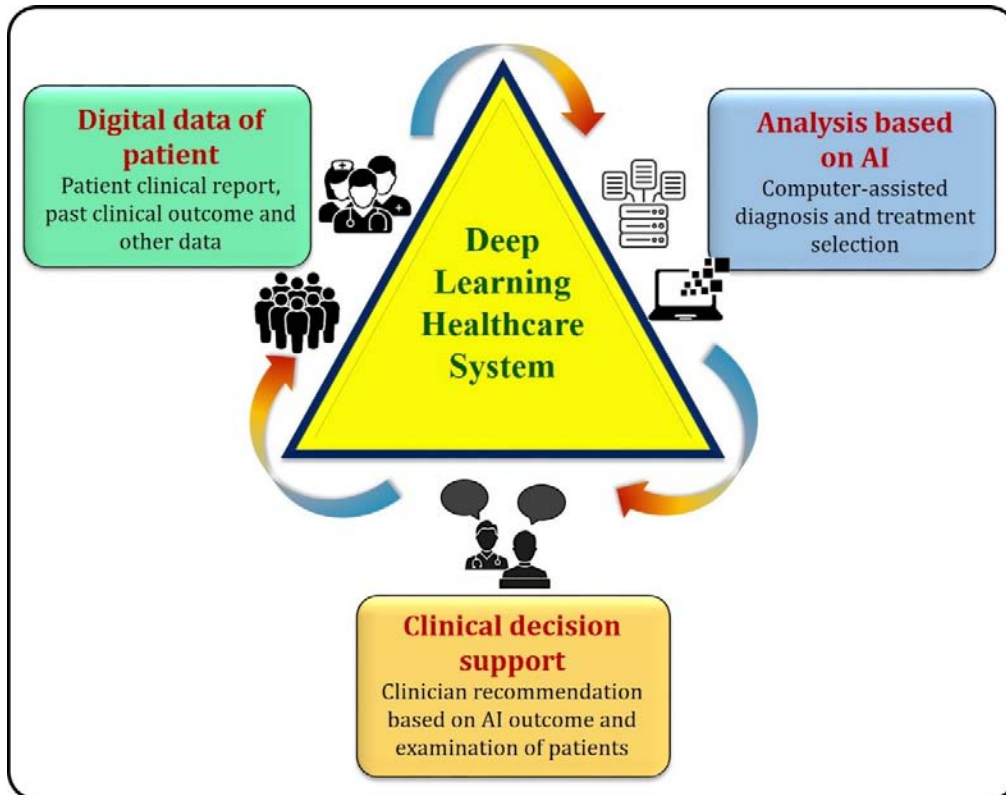 Digital data of
patient
Patient clinical report,
past clinical outcome and
other data
Analysis based
on AI
Computer-assisted
diagnosis and treatment
selection
Deep
Learning
Healthcare
System
Clinical decision
support
Clinician recommendation
based on AI outcome and
examination of patients